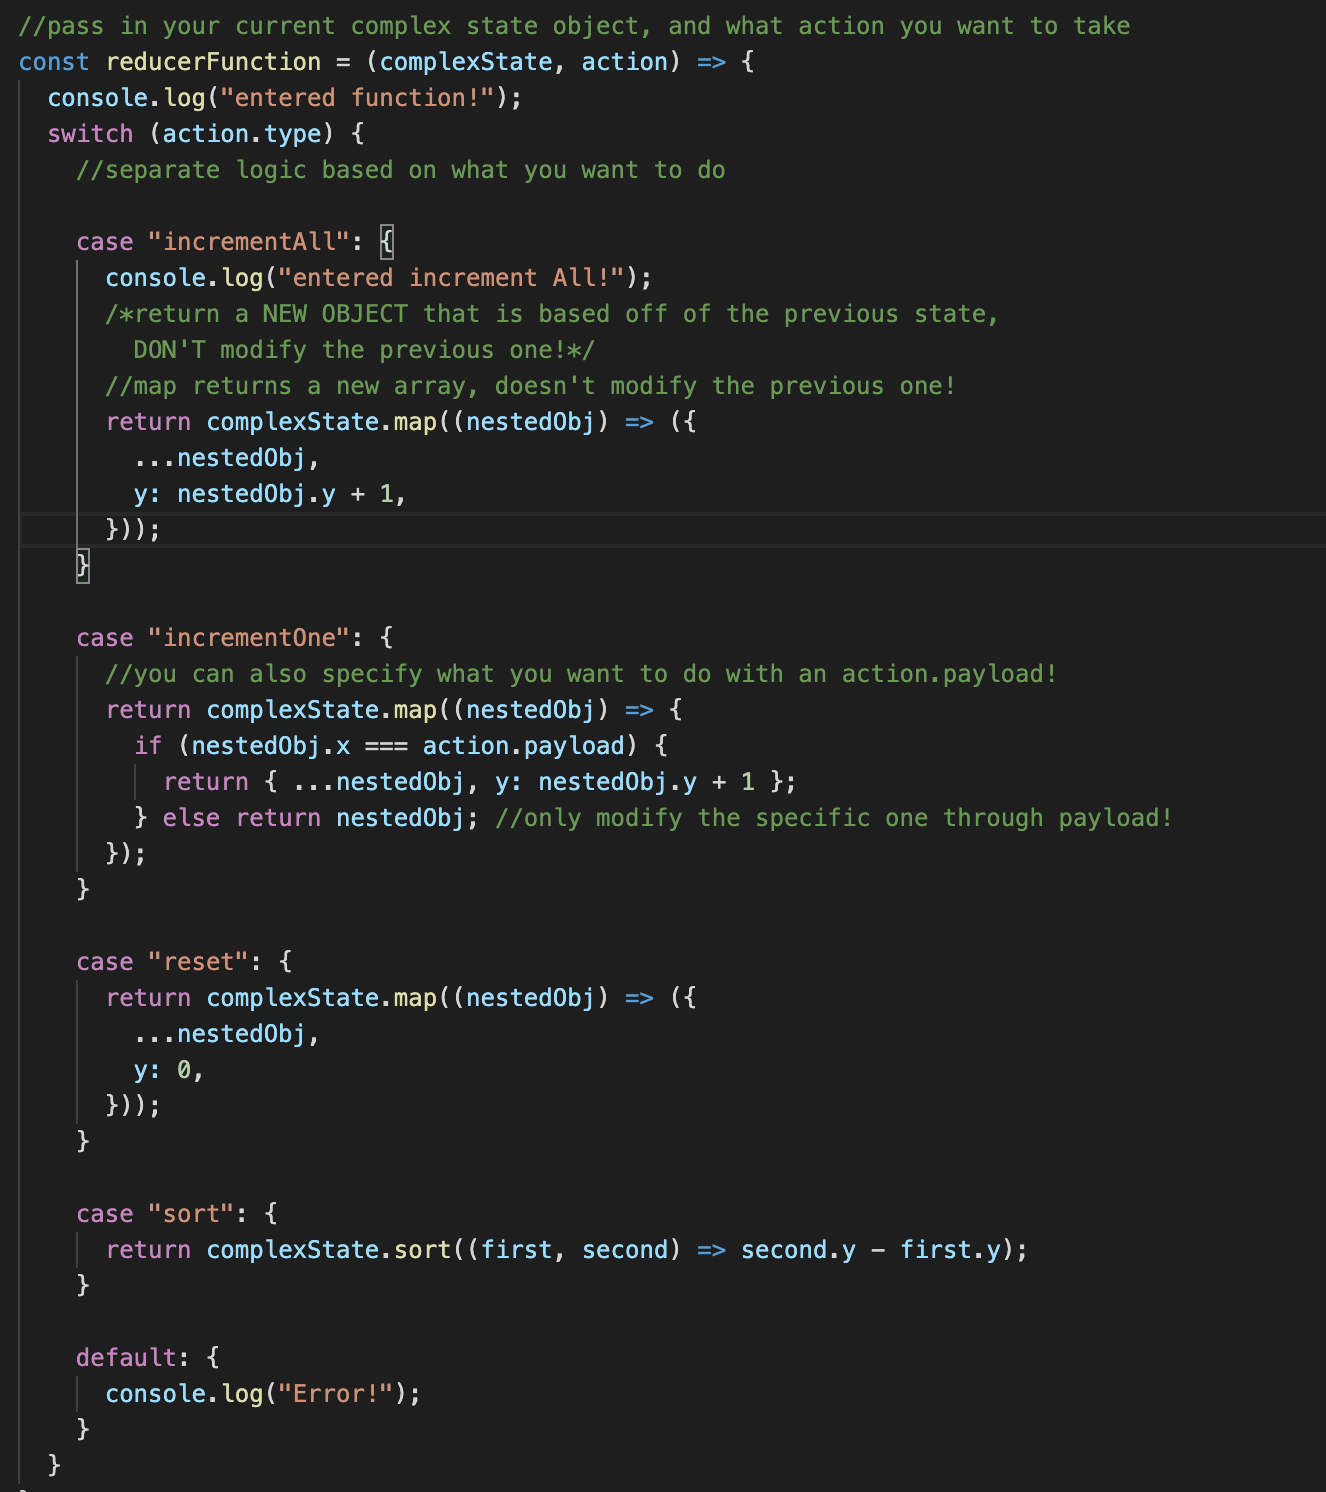 //pass in your current complex state object, and what action you want to take
const reducerFunction = (complexState, action) => {
  console.log("entered function!");
  switch (action.type) {
    //separate logic based on what you want to do

    case "incrementAll": {
      console.log("entered increment All!");
      /*return a NEW OBJECT that is based off of the previous state,
        DON'T modify the previous one!*/
      //map returns a new array, doesn't modify the previous one!
      return complexState.map((nestedObj) => ({
        ...nestedObj,
        y: nestedObj.y + 1,
      }));
    }

    case "incrementOne": {
      //you can also specify what you want to do with an action.payload!
      return complexState.map((nestedObj) => {
        if (nestedObj.x === action.payload) {
          return { ...nestedObj, y: nestedObj.y + 1 };
        } else return nestedObj; //only modify the specific one through payload!
      });
    }

    case "reset": {
      return complexState.map((nestedObj) => ({
        ...nestedObj,
        y: 0,
      }));
    }

    case "sort": {
      return complexState.sort((first, second) => second.y - first.y);
    }

    default: {
      console.log("Error!");
    }
  }